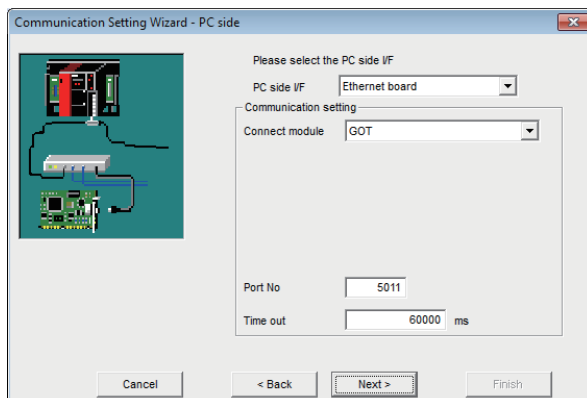 Communication Setting Wizard - PC side
Please select the PC side I/F
PC side I/F Ethernet board
Communication setting
Connect module GOT
Port No 5011
Time out 60000 ms
Cancel < Back Next > Finish